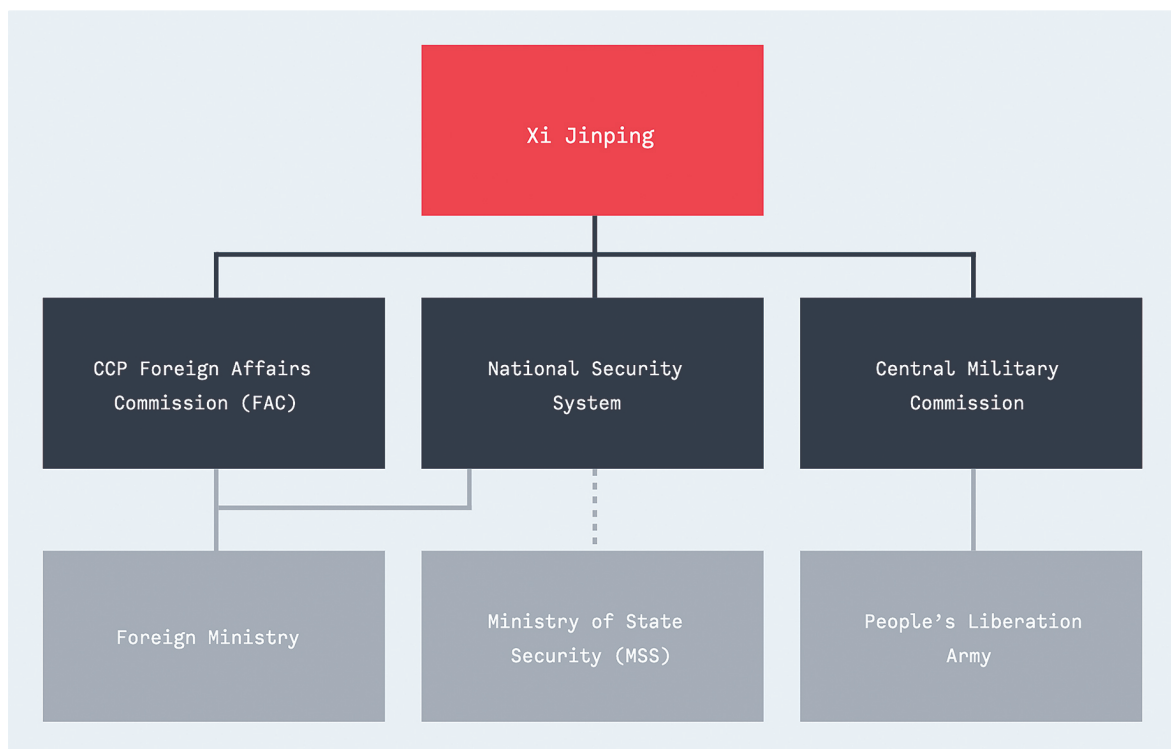 Xi Jinping
CCP Foreign Affairs
Commission (FAC)
National Security
System
Central Military
Commission
Foreign Ministry
Ministry of State
Security (MSS)
People’s Liberation
Army